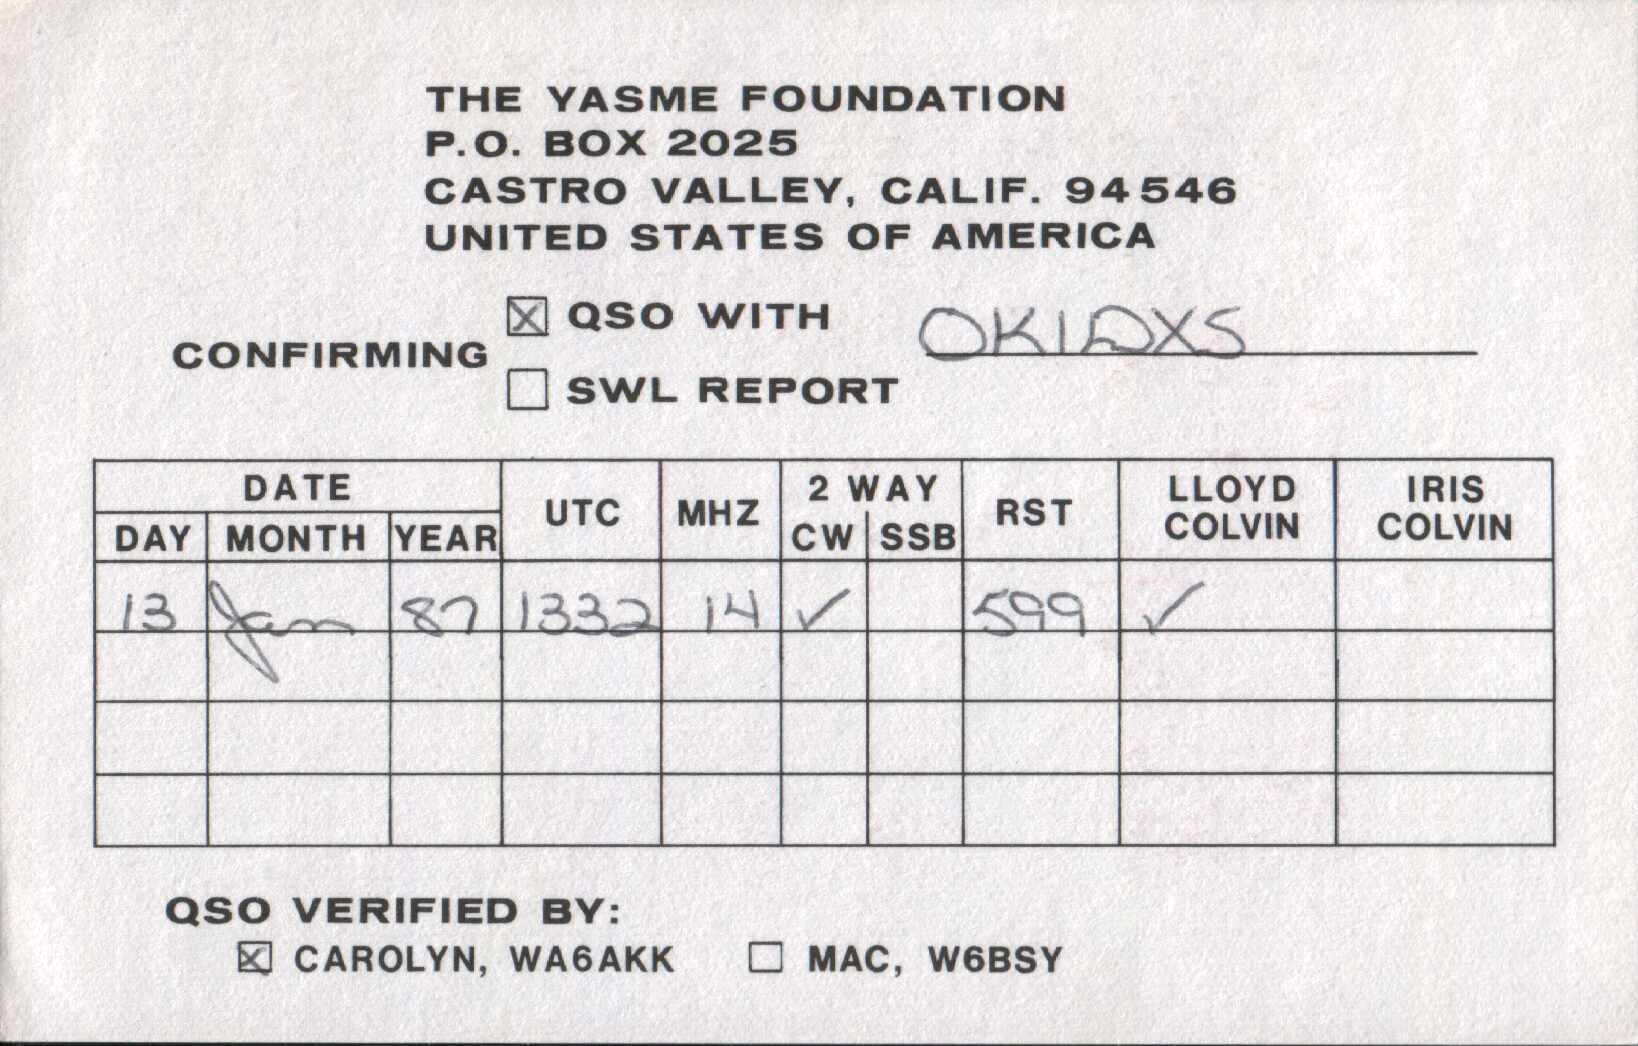 THE YASME FOUNDATION
P.O. BOX 2025
CASTRO VALLEY, CALIF. 94546
UNITED STATES OF AMERICA
CONFIRMING
☒ QSO WITH OK1DXS
☐ SWL REPORT
DATE UTC MHZ 2 WAY RST LLOYD COLVIN IRIS COLVIN
DAY MONTH YEAR CW SSB
13 Jan 87 1332 14 ✓ 599 ✓
QSO VERIFIED BY:
☒ CAROLYN, WA6AKK ☐ MAC, W6BSY